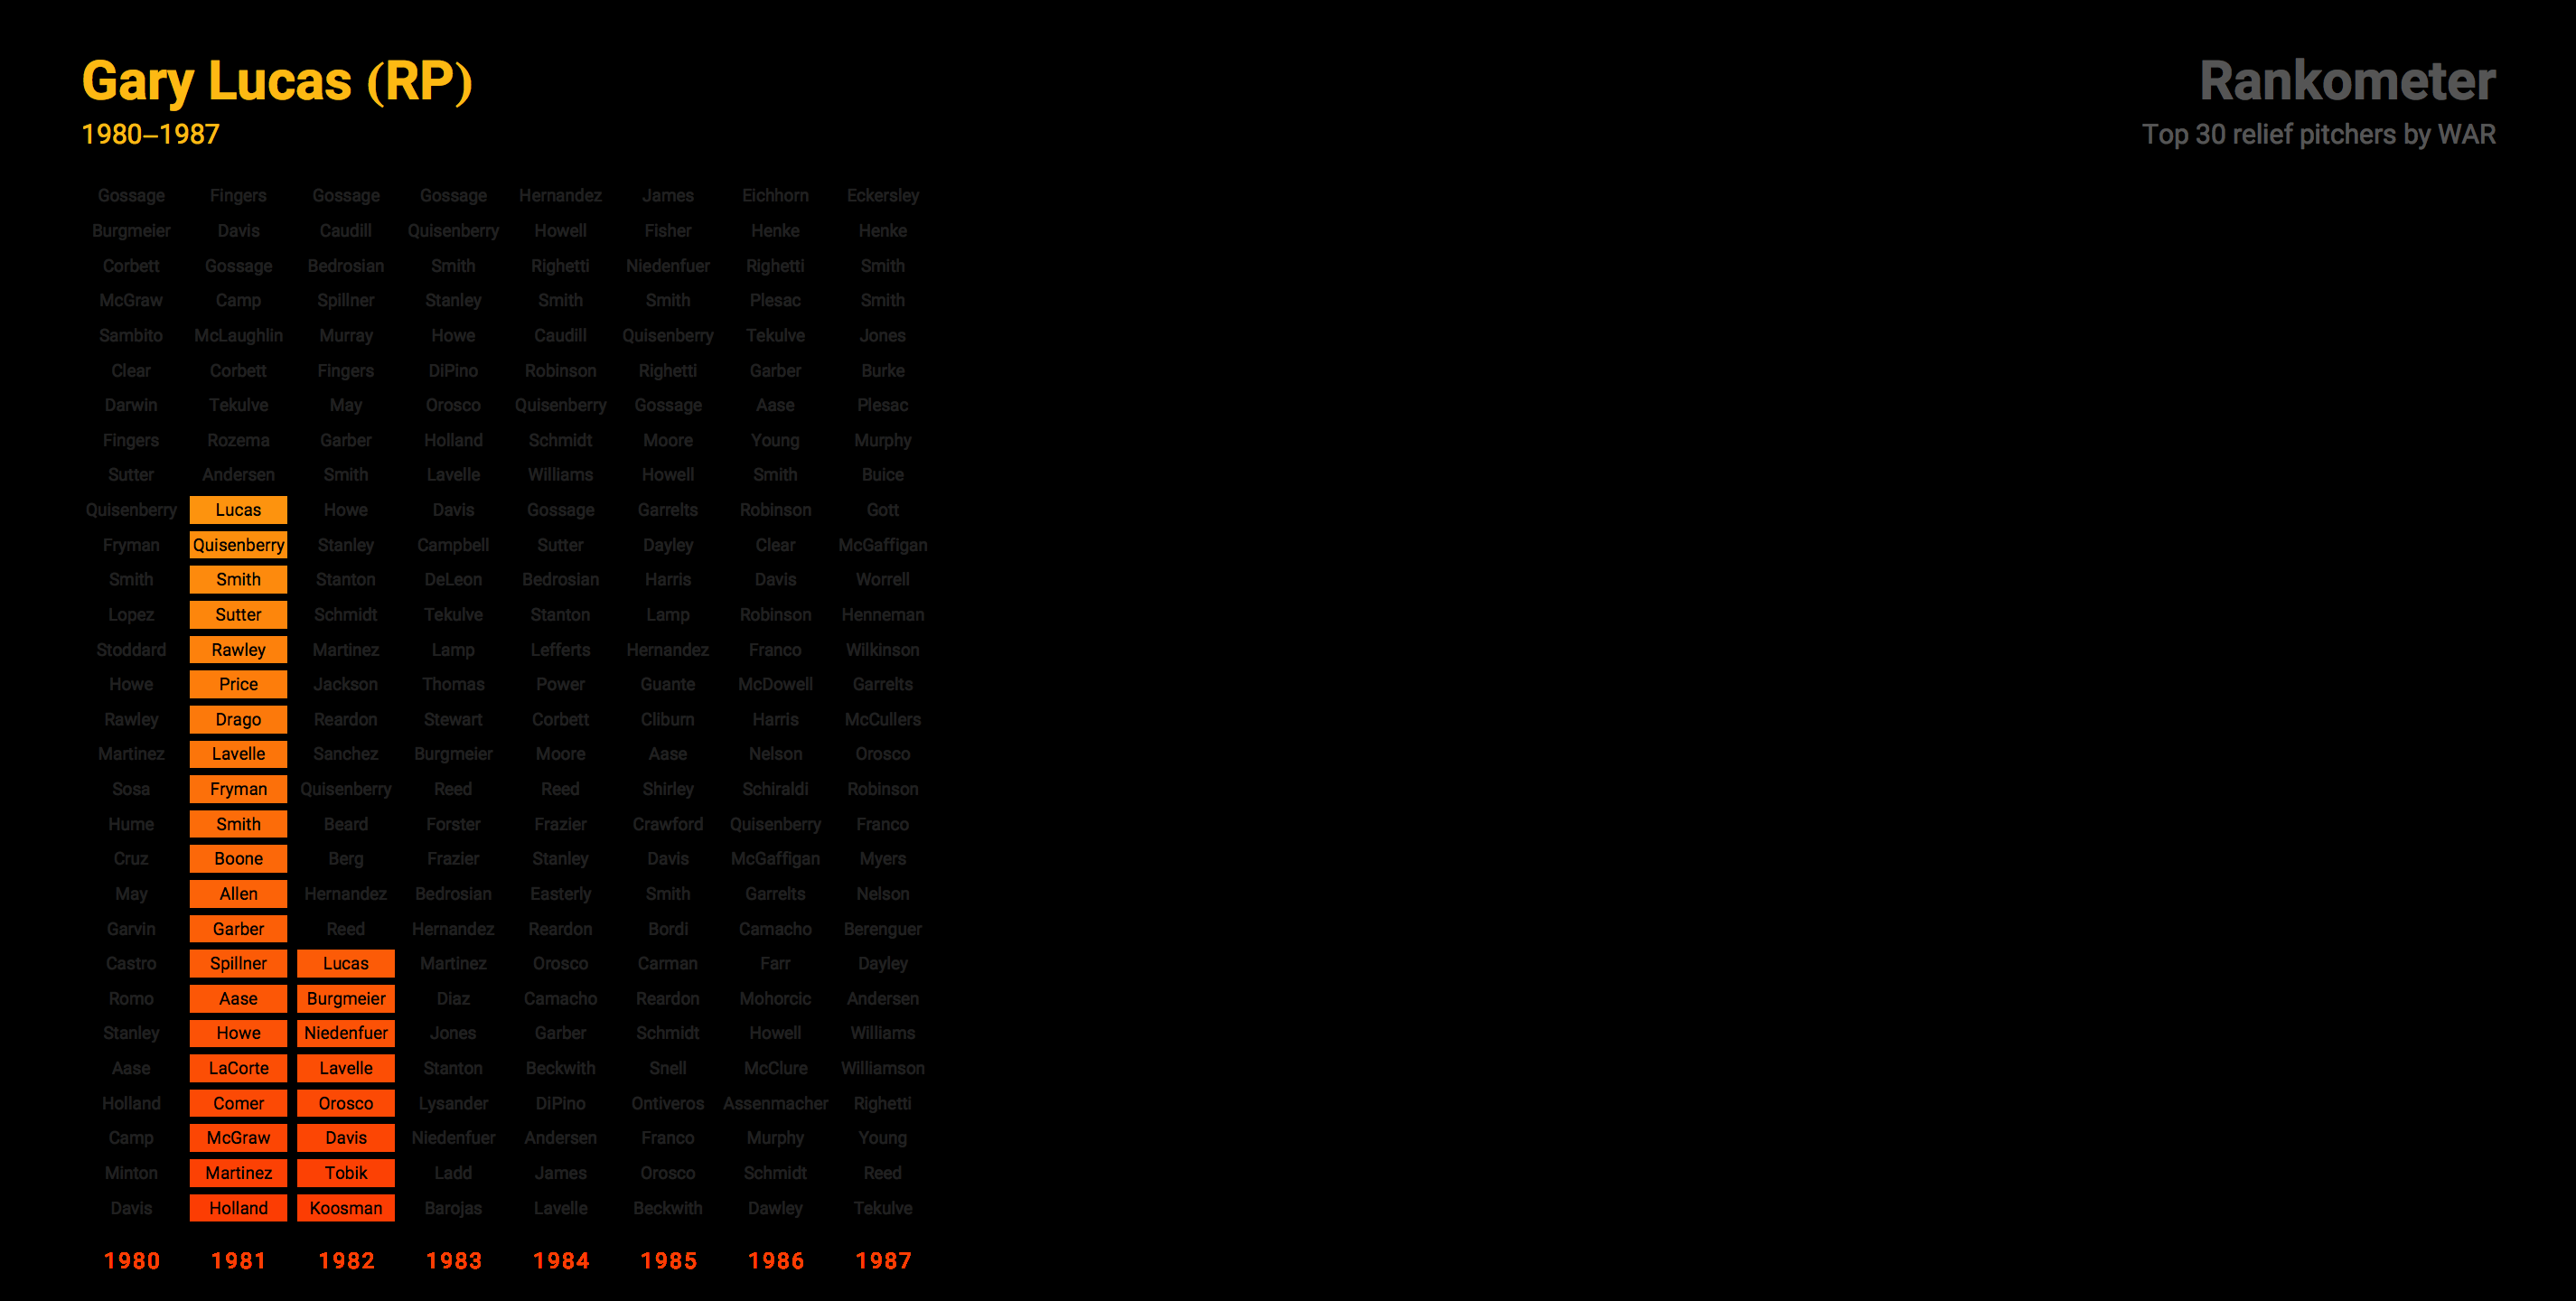 Gary Lucas (RP)
1980–1987
Rankometer
Top 30 relief pitchers by WAR
Gossage Fingers Gossage Gossage Hernandez James Eichhorn Eckersley
Burgmeier Davis Caudill Quisenberry Howell Fisher Henke Henke
Corbett Gossage Bedrosian Smith Righetti Niedenfuer Righetti Smith
McGraw Camp Spillner Stanley Smith Smith Plesac Smith
Sambito McLaughlin Murray Howe Caudill Quisenberry Tekulve Jones
Clear Corbett Fingers DiPino Robinson Righetti Garber Burke
Darwin Tekulve May Orosco Quisenberry Gossage Aase Plesac
Fingers Rozema Garber Holland Schmidt Moore Young Murphy
Sutter Andersen Smith Lavelle Williams Howell Smith Buice
Quisenberry Lucas Howe Davis Gossage Garrelts Robinson Gott
Fryman Quisenberry Stanley Campbell Sutter Dayley Clear McGaffigan
Smith Smith Stanton DeLeon Bedrosian Harris Davis Worrell
Lopez Sutter Schmidt Tekulve Stanton Lamp Robinson Henneman
Stoddard Rawley Martinez Lamp Lefferts Hernandez Franco Wilkinson
Howe Price Jackson Thomas Power Guante McDowell Garrelts
Rawley Drago Reardon Stewart Corbett Cliburn Harris McCullers
Martinez Lavelle Sanchez Burgmeier Moore Aase Nelson Orosco
Sosa Fryman Quisenberry Reed Reed Shirley Schiraldi Robinson
Hume Smith Beard Forster Frazier Crawford Quisenberry Franco
Cruz Boone Berg Frazier Stanley Davis McGaffigan Myers
May Allen Hernandez Bedrosian Easterly Smith Garrelts Nelson
Garvin Garber Reed Hernandez Reardon Bordi Camacho Berenguer
Castro Spillner Lucas Martinez Orosco Carman Farr Dayley
Romo Aase Burgmeier Diaz Camacho Reardon Mohorcic Andersen
Stanley Howe Niedenfuer Jones Garber Schmidt Howell Williams
Aase LaCorte Lavelle Stanton Beckwith Snell McClure Williamson
Holland Comer Orosco Lysander DiPino Ontiveros Assenmacher Righetti
Camp McGraw Davis Niedenfuer Andersen Franco Murphy Young
Minton Martinez Tobik Ladd James Orosco Schmidt Reed
Davis Holland Koosman Barojas Lavelle Beckwith Dawley Tekulve
1980 1981 1982 1983 1984 1985 1986 1987